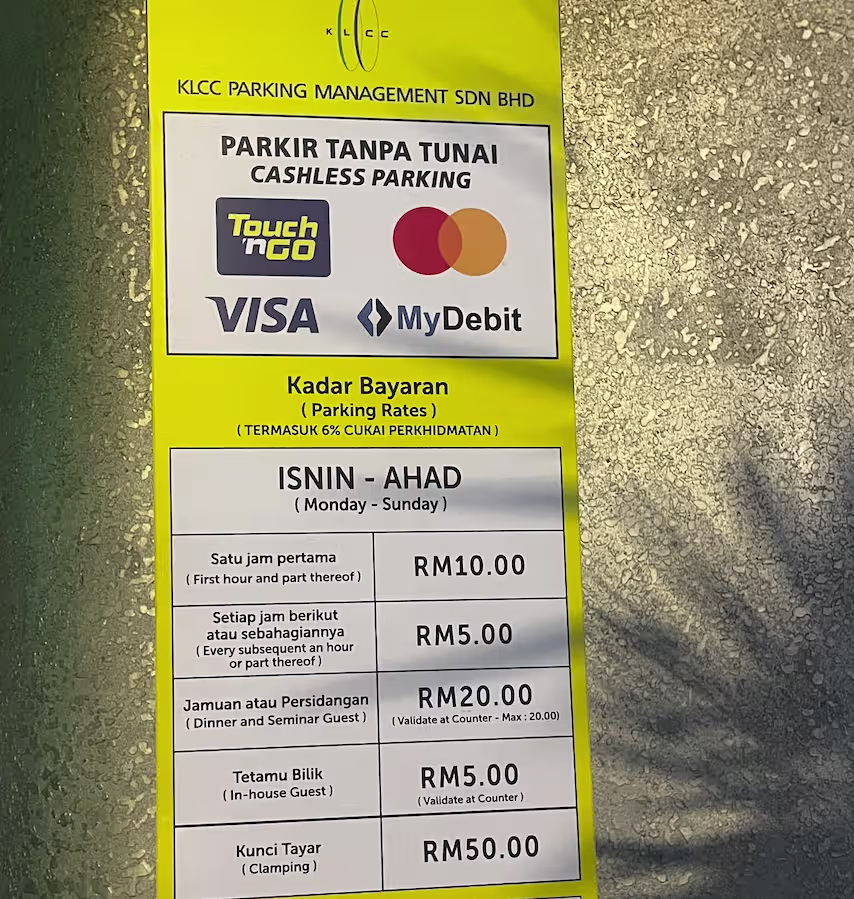 KLCC
KLCC PARKING MANAGEMENT SDN BHD
PARKIR TANPA TUNAI
CASHLESS PARKING
Touch
'nGO
VISA
MyDebit
Kadar Bayaran
( Parking Rates )
( TERMASUK 6% CUKAI PERKHIDMATAN )
ISNIN - AHAD
( Monday - Sunday )
Satu jam pertama
( First hour and part thereof )
RM10.00
Setiap jam berikut
atau sebahagiannya
( Every subsequent an hour
or part thereof )
RM5.00
Jamuan atau Persidangan
( Dinner and Seminar Guest )
RM20.00
( Validate at Counter - Max : 20.00)
Tetamu Bilik
( In-house Guest )
RM5.00
( Validate at Counter )
Kunci Tayar
( Clamping )
RM50.00